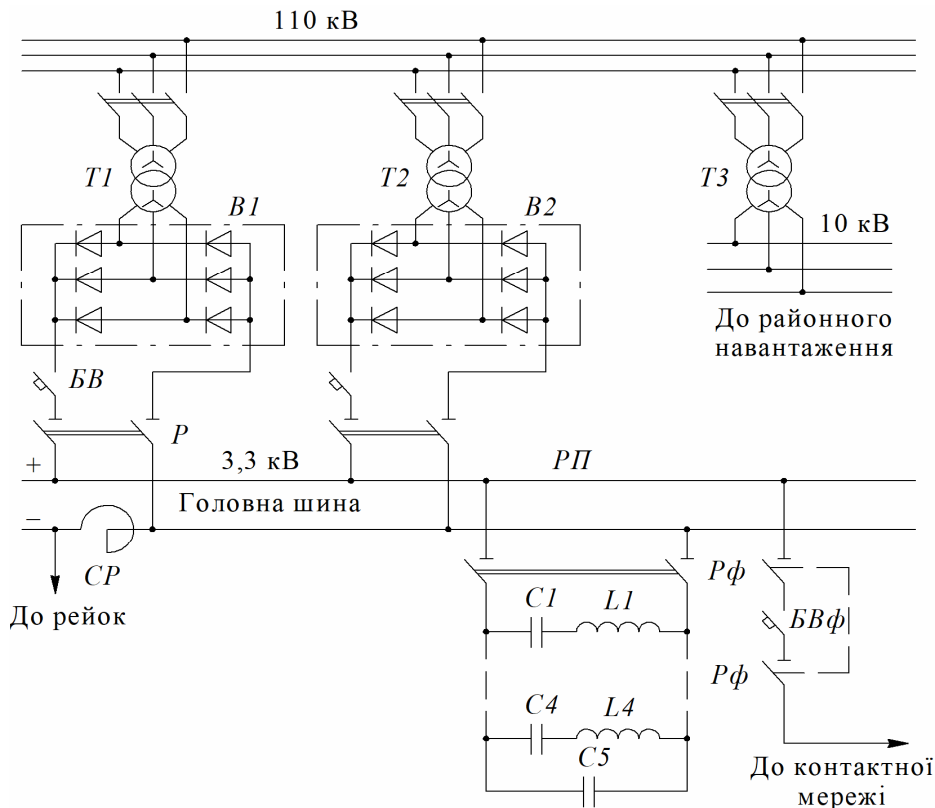 110 кВ
T1
T2
T3
B1
B2
10 кВ
До районного
навантаження
БВ
Р
+
3,3 кВ
РП
Головна шина
–
СР
До рейок
C1
L1
Рф
БВф
Рф
C4
L4
C5
До контактної
мережі